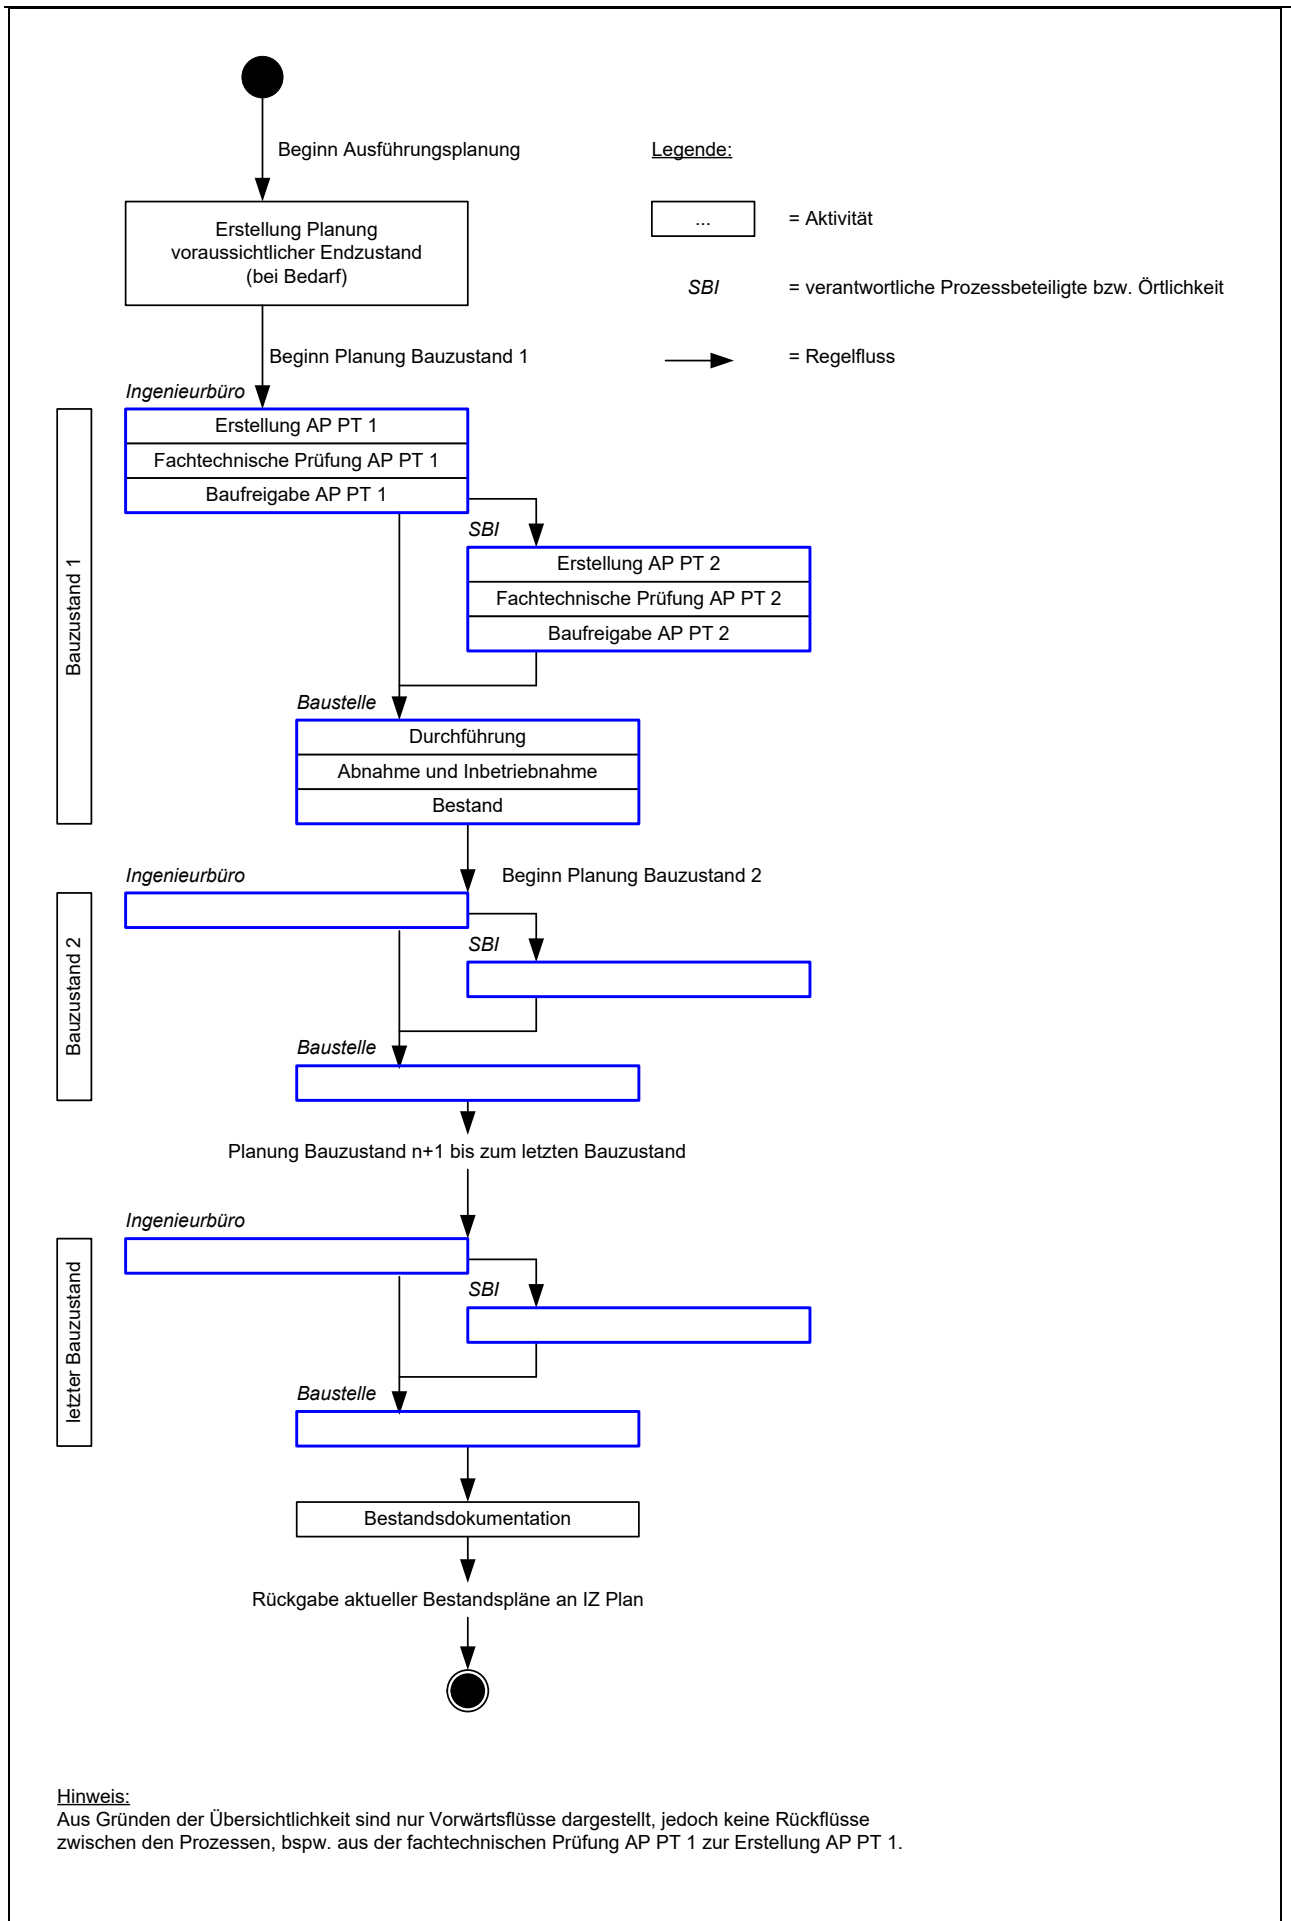 Beginn Ausführungsplanung
Legende:
Erstellung Planung
voraussichtlicher Endzustand
(bei Bedarf)
...
= Aktivität
SBI
= verantwortliche Prozessbeteiligte bzw. Örtlichkeit
Beginn Planung Bauzustand 1
= Regelfluss
Ingenieurbüro
Bauzustand 1
Erstellung AP PT 1
Fachtechnische Prüfung AP PT 1
Baufreigabe AP PT 1
SBI
Erstellung AP PT 2
Fachtechnische Prüfung AP PT 2
Baufreigabe AP PT 2
Baustelle
Durchführung
Abnahme und Inbetriebnahme
Bestand
Ingenieurbüro
Beginn Planung Bauzustand 2
Bauzustand 2
SBI
Baustelle
Planung Bauzustand n+1 bis zum letzten Bauzustand
Ingenieurbüro
letzter Bauzustand
SBI
Baustelle
Bestandsdokumentation
Rückgabe aktueller Bestandspläne an IZ Plan
Hinweis:
Aus Gründen der Übersichtlichkeit sind nur Vorwärtsflüsse dargestellt, jedoch keine Rückflüsse
zwischen den Prozessen, bspw. aus der fachtechnischen Prüfung AP PT 1 zur Erstellung AP PT 1.